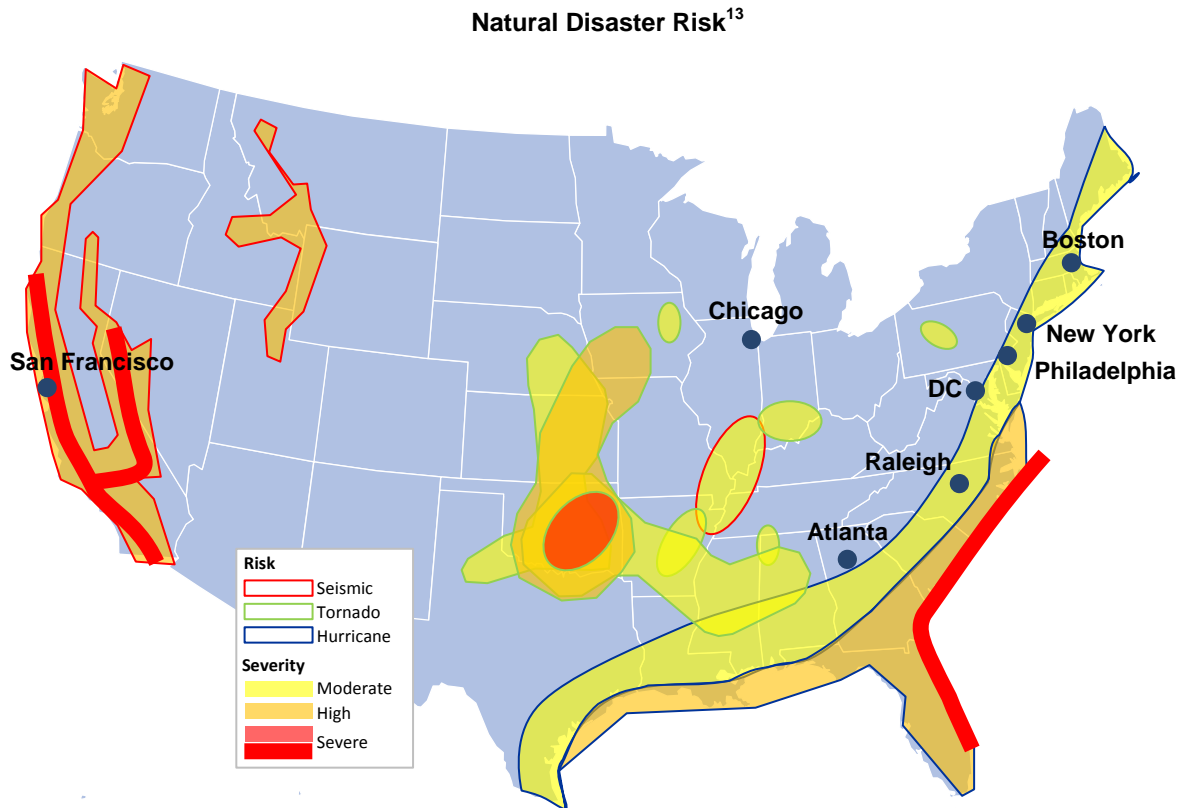 Natural Disaster Risk13
Boston
Chicago
New York
San Francisco
Philadelphia
DC
Raleigh
Atlanta
Risk
Seismic
Tornado
Hurricane
Severity
Moderate
High
Severe